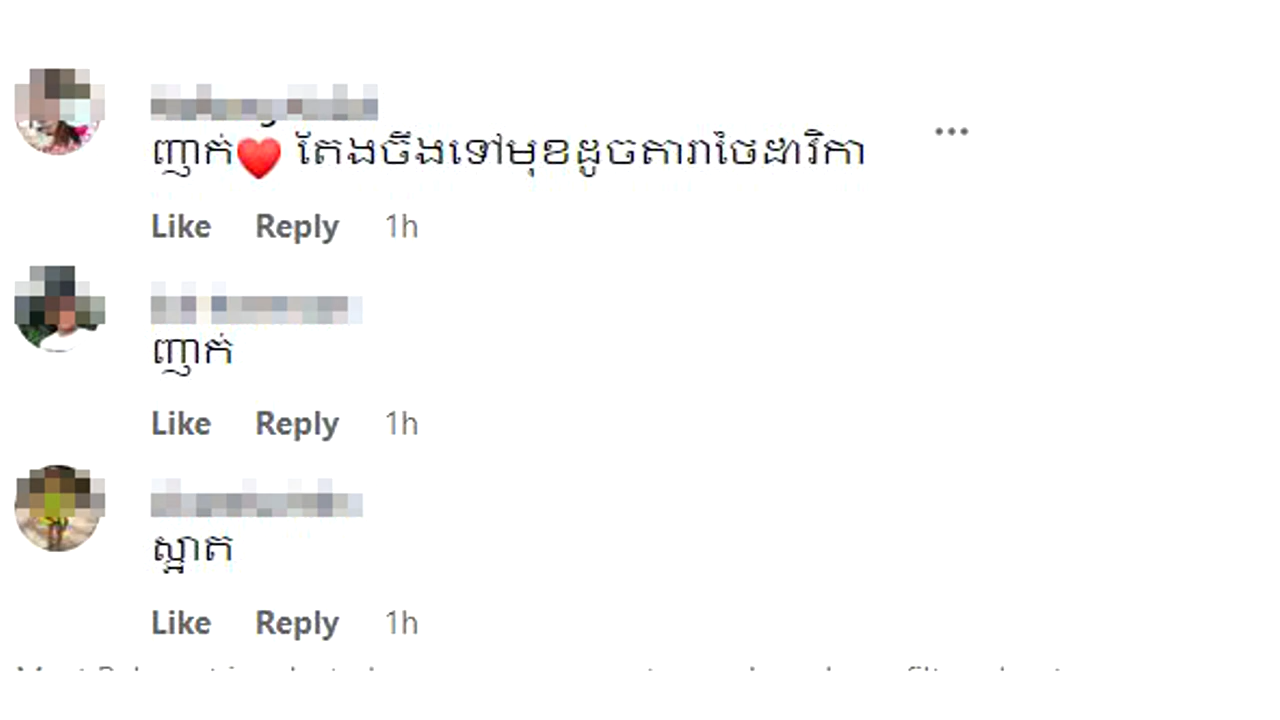 ញាក់❤️ តែងចឹងទៅមុខដូចតារាថៃដារិកា
Like Reply 1h
ញាក់
Like Reply 1h
ស្អាត
Like Reply 1h